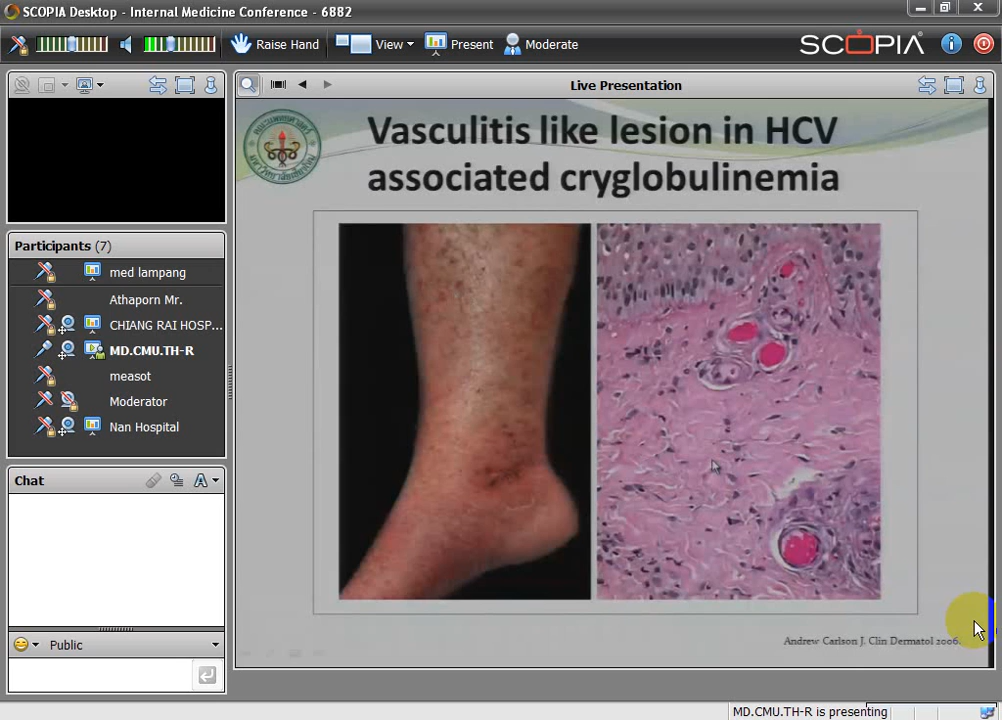 SCOPIA Desktop - Internal Medicine Conference - 6882
Raise Hand
View
Present
Moderate
SCOPIA
Live Presentation
Participants (7)
med lampang
Athaporn Mr.
CHIANG RAI HOSP...
MD.CMU.TH-R
measot
Moderator
Nan Hospital
Chat
A
Public
Vasculitis like lesion in HCV
associated cryglobulinemia
Andrew Carlson J. Clin Dermatol 2006
MD.CMU.TH-R is presenting